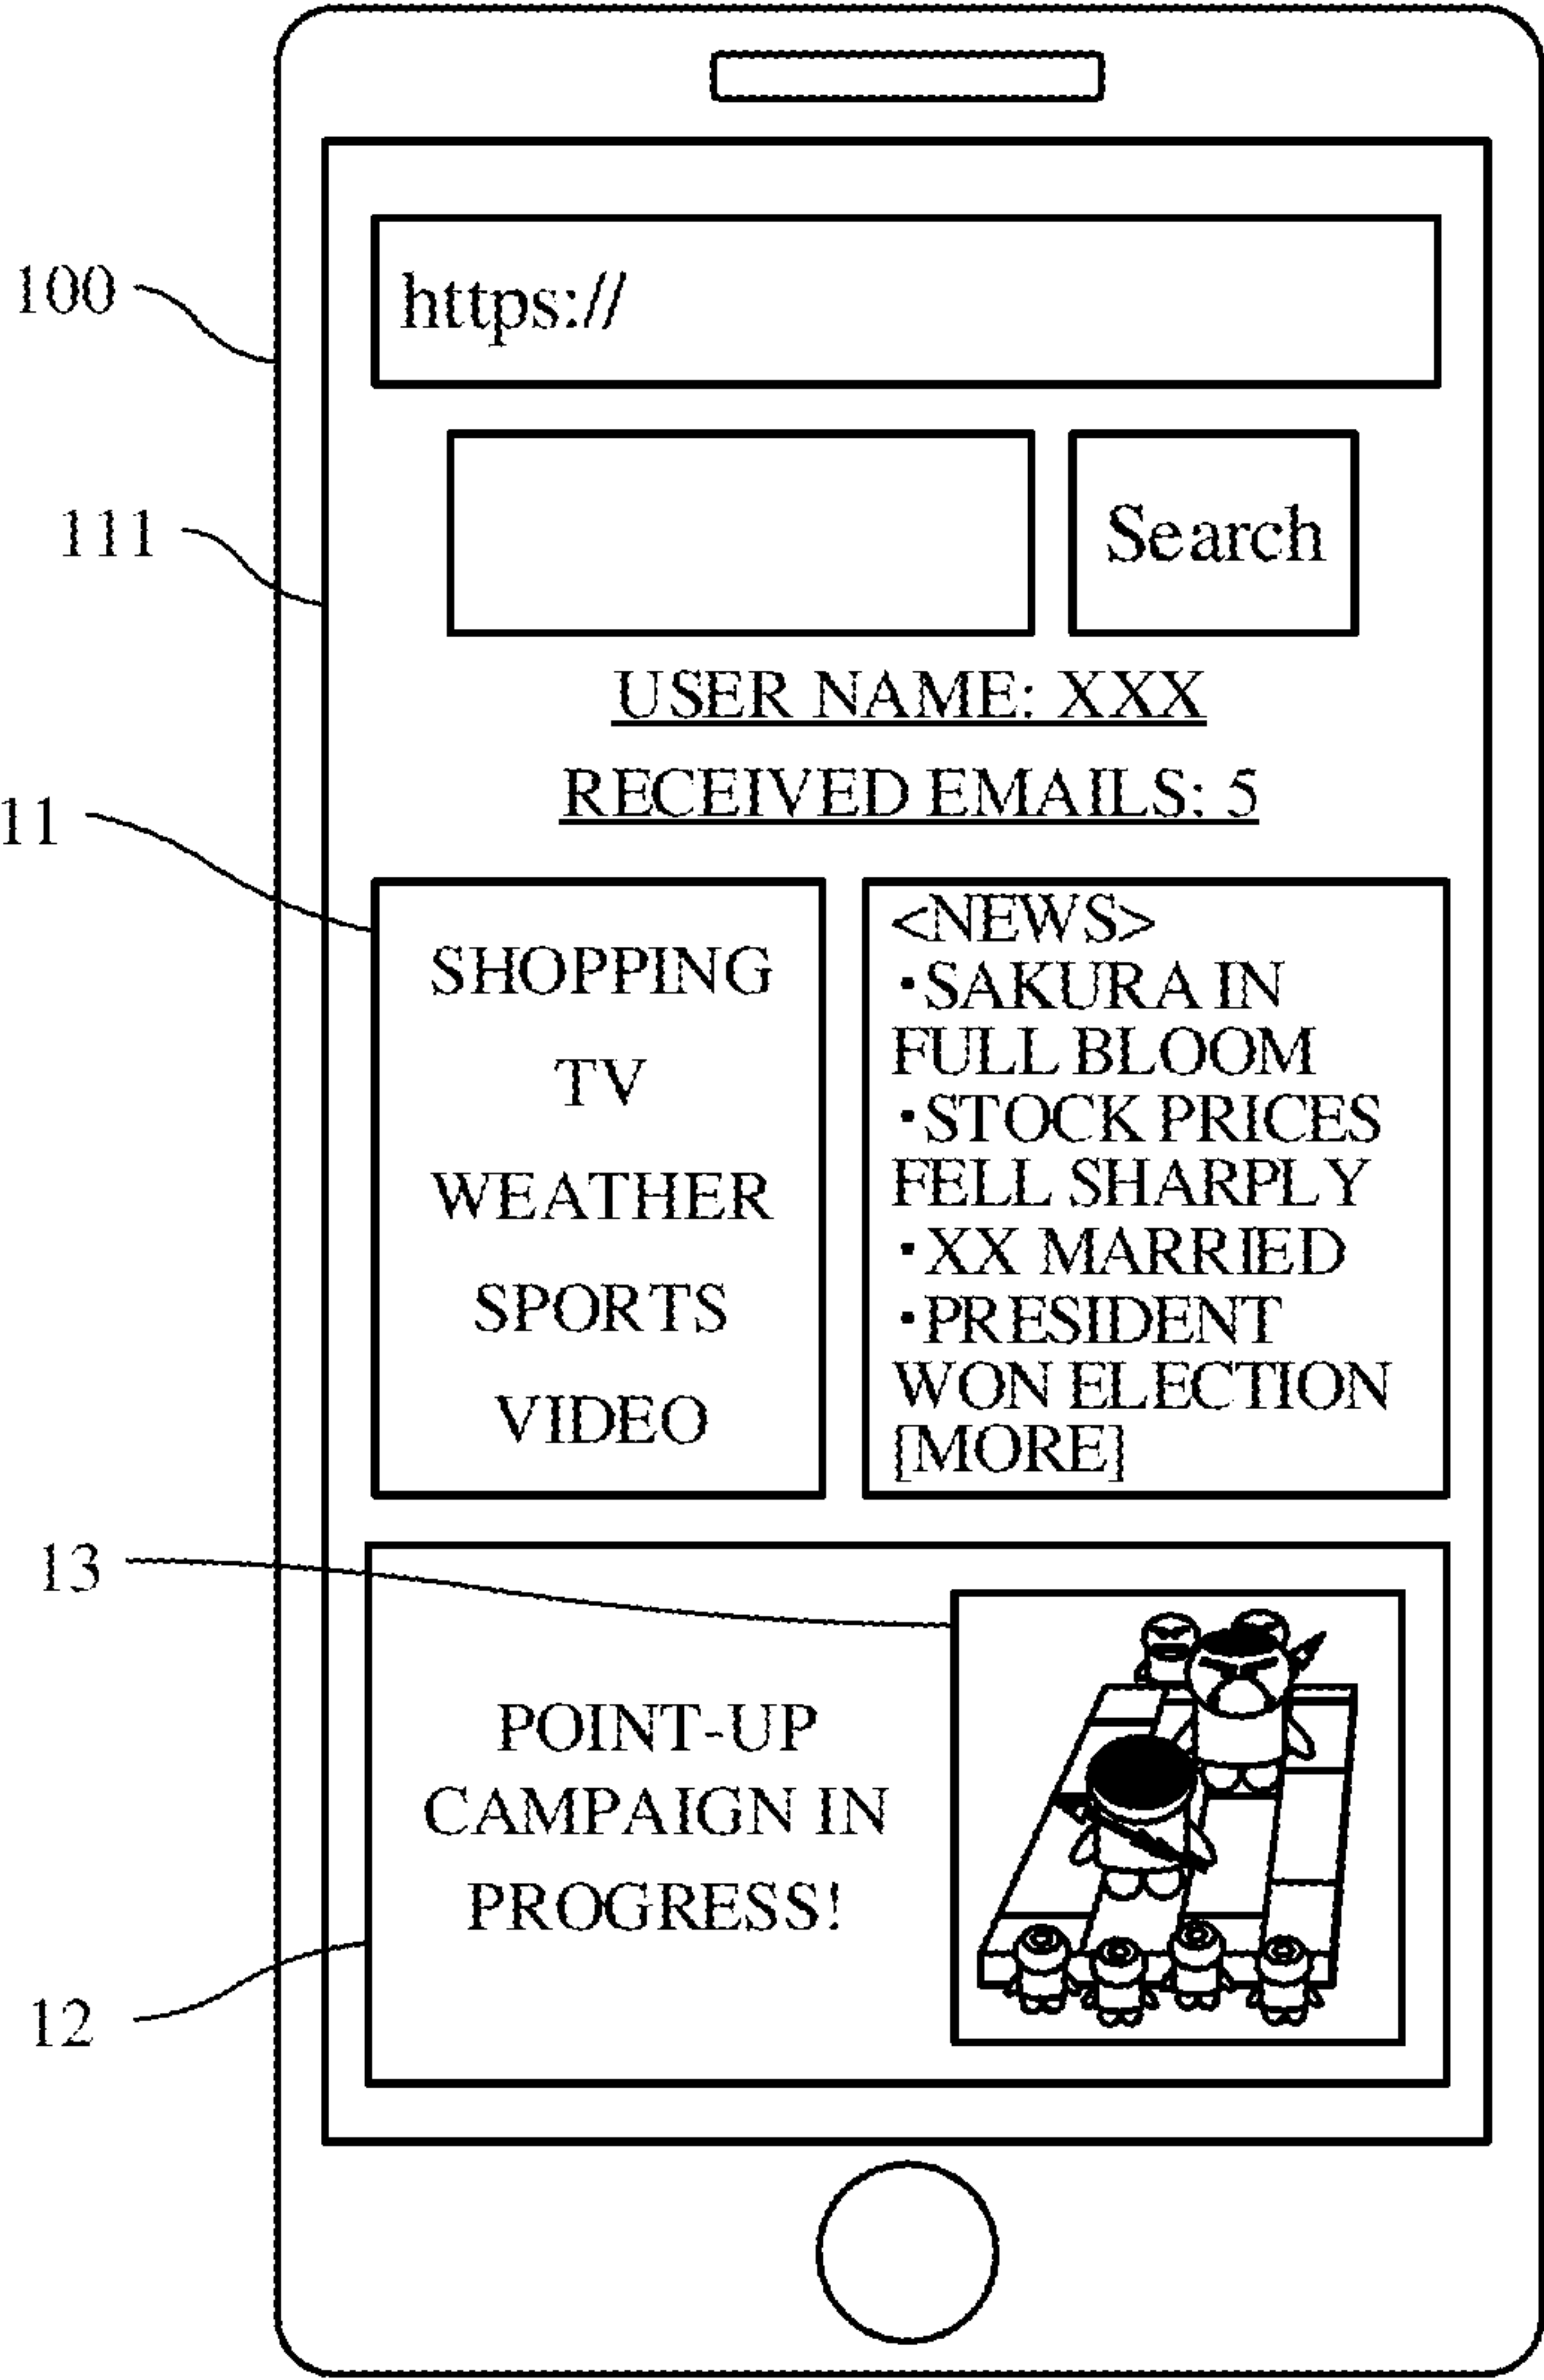 100
https://
111
Search
USER NAME: XXX
RECEIVED EMAILS: 5
11
SHOPPING
TV
WEATHER
SPORTS
VIDEO
<NEWS>
・SAKURA IN
FULL BLOOM
・STOCK PRICES
FELL SHARPLY
・XX MARRIED
・PRESIDENT
WON ELECTION
[MORE]
13
POINT-UP
CAMPAIGN IN
PROGRESS!
12